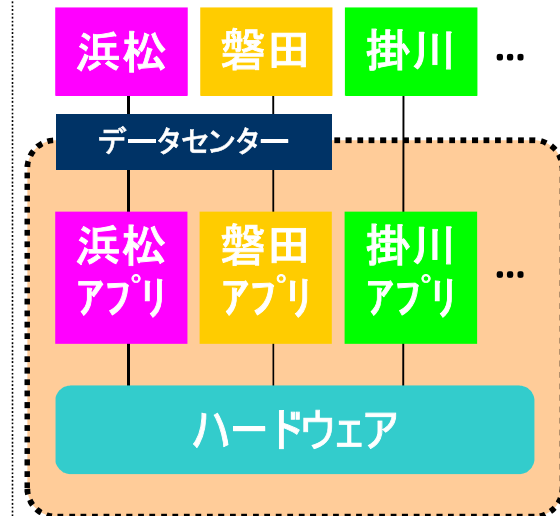 浜松 磐田 掛川 …
データセンター
浜松 磐田 掛川
アプリ アプリ アプリ …
ハードウェア